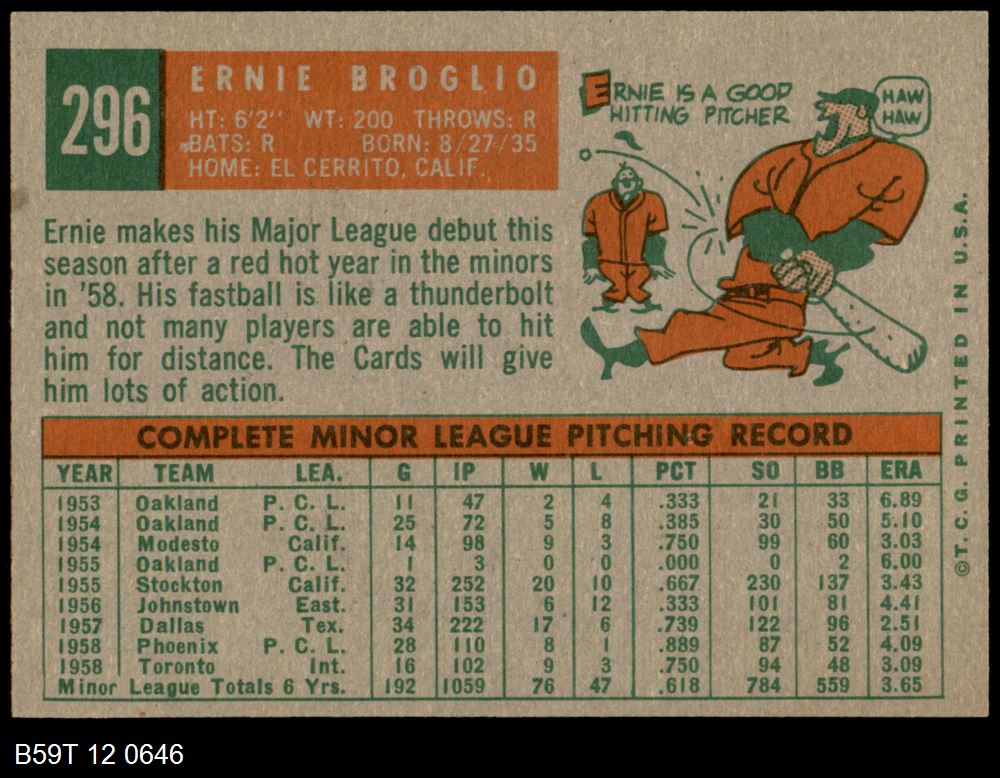 296
ERNIE BROGLIO
HT: 6'2" WT: 200 THROWS: R
BATS: R BORN: 8/27/35
HOME: EL CERRITO, CALIF.
ERNIE IS A GOOD
HITTING PITCHER
HAW
HAW
Ernie makes his Major League debut this
season after a red hot year in the minors
in '58. His fastball is like a thunderbolt
and not many players are able to hit
him for distance. The Cards will give
him lots of action.
COMPLETE MINOR LEAGUE PITCHING RECORD
YEAR TEAM LEA. G IP W L PCT SO BB ERA
1953 Oakland P. C. L. 11 47 2 4 .333 21 33 6.89
1954 Oakland P. C. L. 25 72 5 8 .385 30 50 5.10
1954 Modesto Calif. 14 98 9 3 .750 99 60 3.03
1955 Oakland P. C. L. 1 3 0 0 .000 0 2 6.00
1955 Stockton Calif. 32 252 20 10 .667 230 137 3.43
1956 Johnstown East. 31 153 6 12 .333 101 81 4.41
1957 Dallas Tex. 34 222 17 6 .739 122 96 2.51
1958 Phoenix P. C. L. 28 110 8 1 .889 87 52 4.09
1958 Toronto Int. 16 102 9 3 .750 94 48 3.09
Minor League Totals 6 Yrs. 192 1059 76 47 .618 784 559 3.65
©T. C. G. PRINTED IN U.S.A.
B59T 12 0646